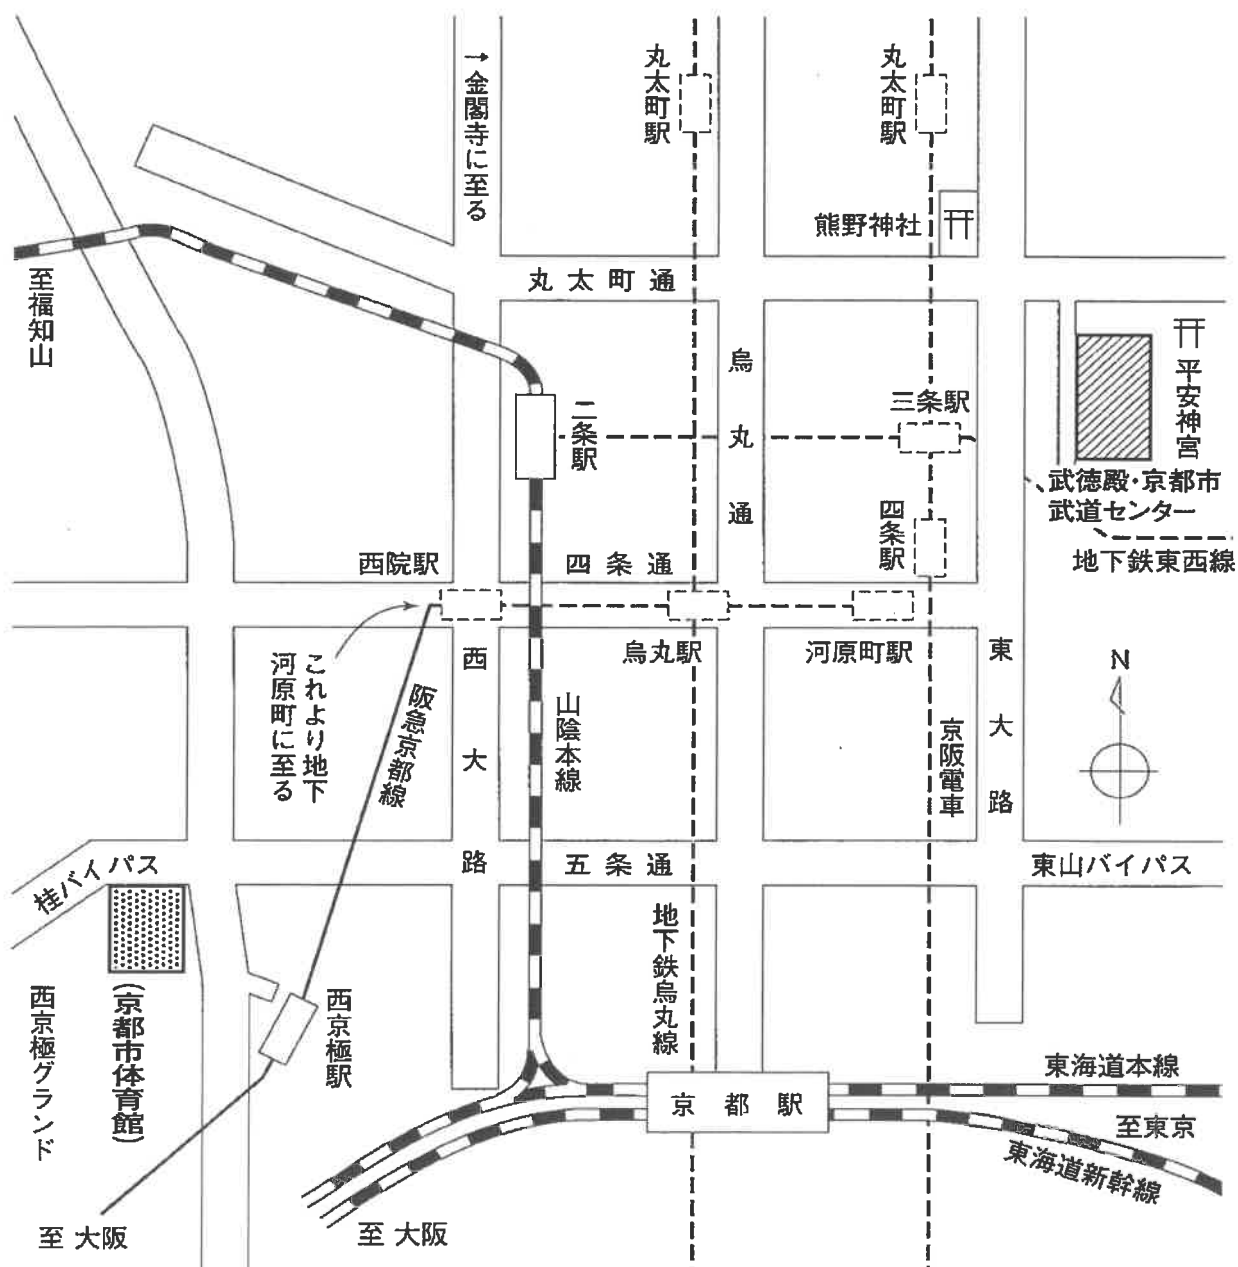 →金閣寺に至る
丸太町駅
丸太町駅
熊野神社
丸太町通
至福知山
二条駅
烏丸通
三条駅
平安神宮
武徳殿・京都市
武道センター
地下鉄東西線
四条駅
西院駅
四条通
烏丸駅
河原町駅
これより地下
河原町に至る
阪急京都線
西大路
山陰本線
京阪電車
東大路
N
桂バイパス
五条通
東山バイパス
地下鉄烏丸線
西京極グランド
(京都市体育館)
西京極駅
京都駅
東海道本線
至東京
東海道新幹線
至大阪
至大阪